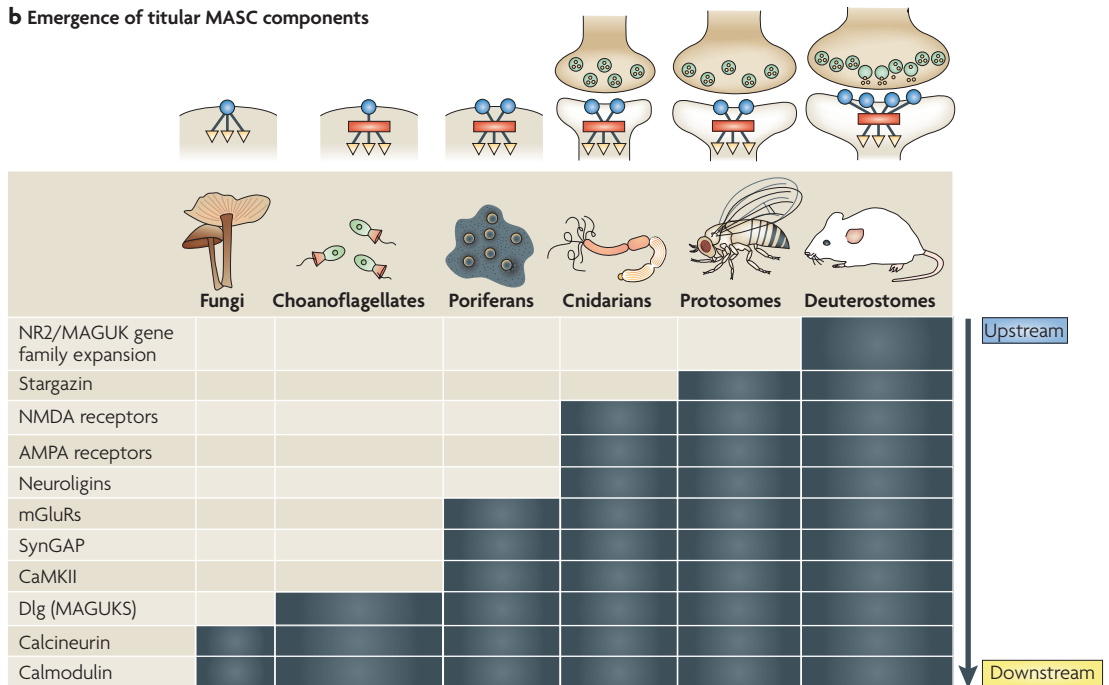 b Emergence of titular MASC components
Fungi
Choanoflagellates
Poriferans
Cnidarians
Protosomes
Deuterostomes
NR2/MAGUK gene
family expansion
Stargazin
NMDA receptors
AMPA receptors
Neuroligins
mGluRs
SynGAP
CaMKII
Dlg (MAGUKS)
Calcineurin
Calmodulin
Upstream
Downstream